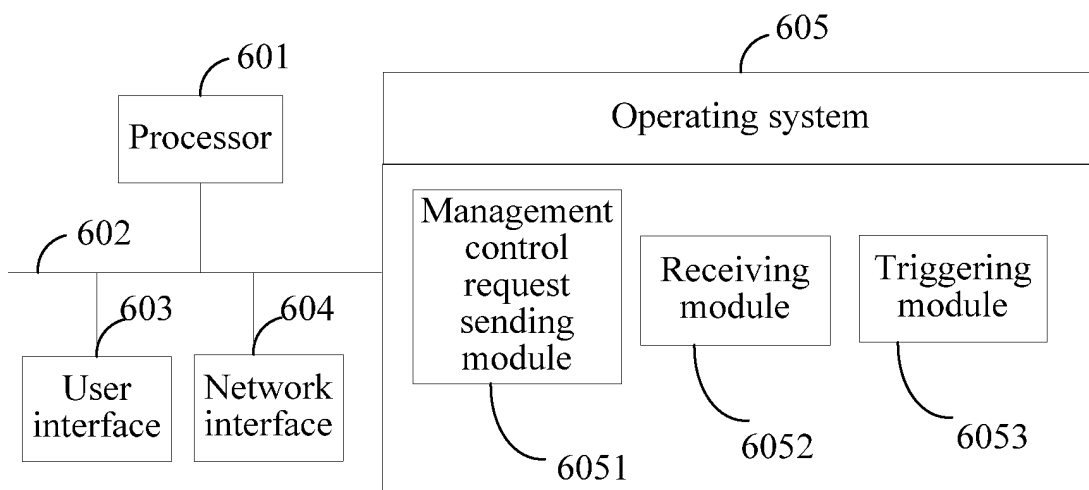 605
601
Operating system
Processor
Management
control
request
sending
module
602
Receiving
module
Triggering
module
603
604
User
interface
Network
interface
6051
6052
6053